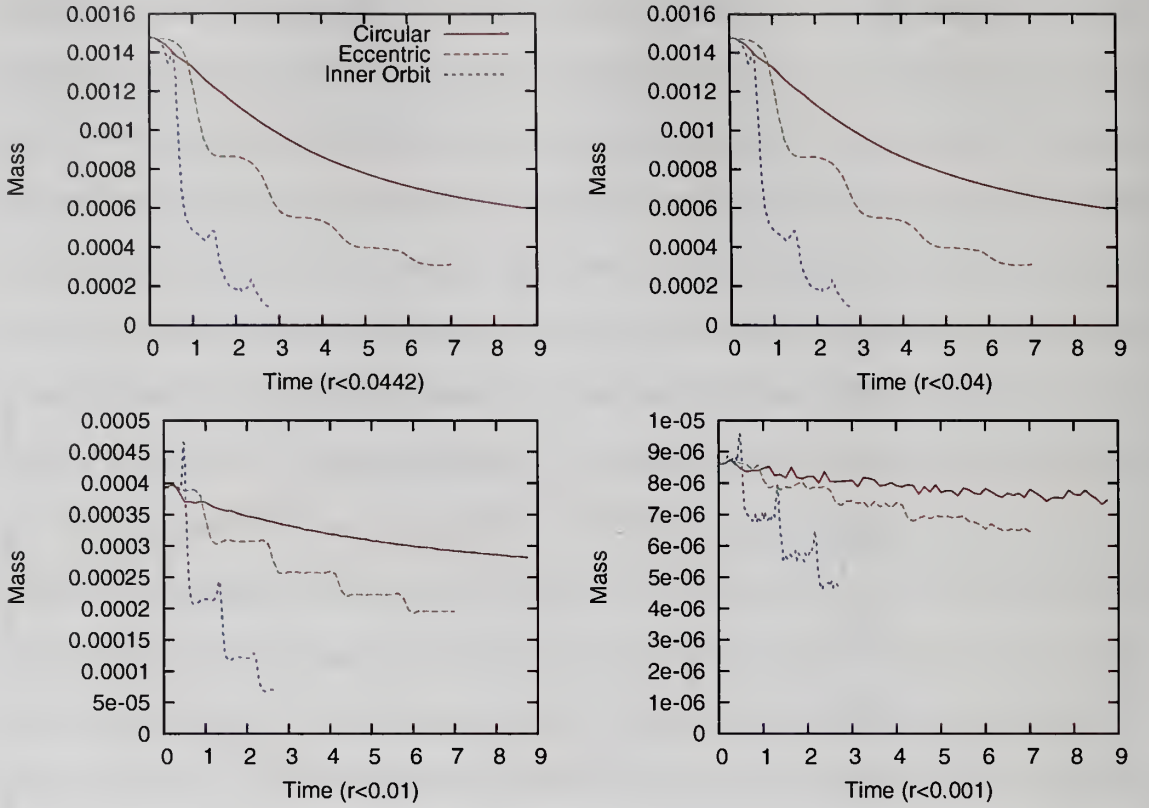 0.0016
0.0014
0.0012
0.001
0.0008
0.0006
0.0004
0.0002
0
Mass
Circular
Eccentric
Inner Orbit
0 1 2 3 4 5 6 7 8 9
Time (r<0.0442)
0.0016
0.0014
0.0012
0.001
0.0008
0.0006
0.0004
0.0002
0
Mass
0 1 2 3 4 5 6 7 8 9
Time (r<0.04)
0.0005
0.00045
0.0004
0.00035
0.0003
0.00025
0.0002
0.00015
0.0001
5e-05
0
Mass
0 1 2 3 4 5 6 7 8 9
Time (r<0.01)
1e-05
9e-06
8e-06
7e-06
6e-06
5e-06
4e-06
3e-06
2e-06
1e-06
0
Mass
0 1 2 3 4 5 6 7 8 9
Time (r<0.001)